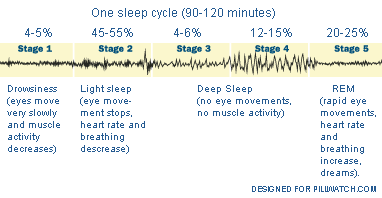 One sleep cycle (90-120 minutes)
4-5% 45-55% 4-6% 12-15% 20-25%
Stage 1 Stage 2 Stage 3 Stage 4 Stage 5
Drowsiness
(eyes move
very slowly
and muscle
activity
decreases)
Light sleep
(eye move-
ment stops,
heart rate and
breathing
descrease)
Deep Sleep
(no eye movements,
no muscle activity)
REM
(rapid eye
movements,
heart rate
and
breathing
increase,
dreams).
DESIGNED FOR PILLWATCH.COM